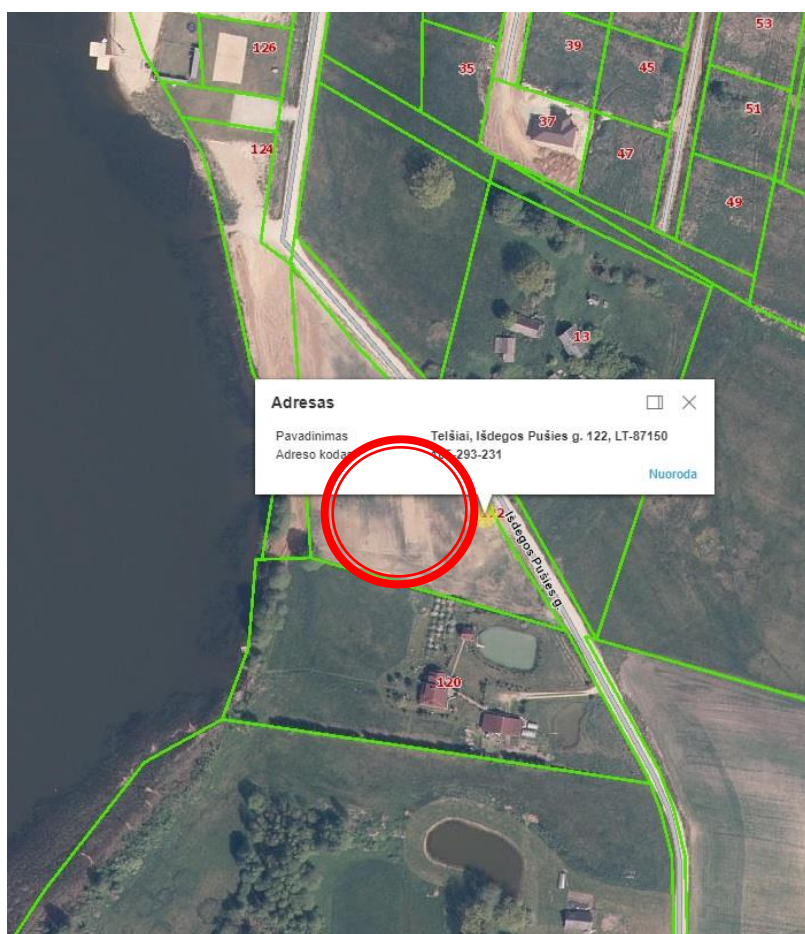 53
126
39
35
45
51
37
124
47
49
13
Adresas
Pavadinimas Telšiai, Išdegos Pušies g. 122, LT-87150
Adreso kodas 293-231
Nuoroda
Išdegos Pušies g.
120